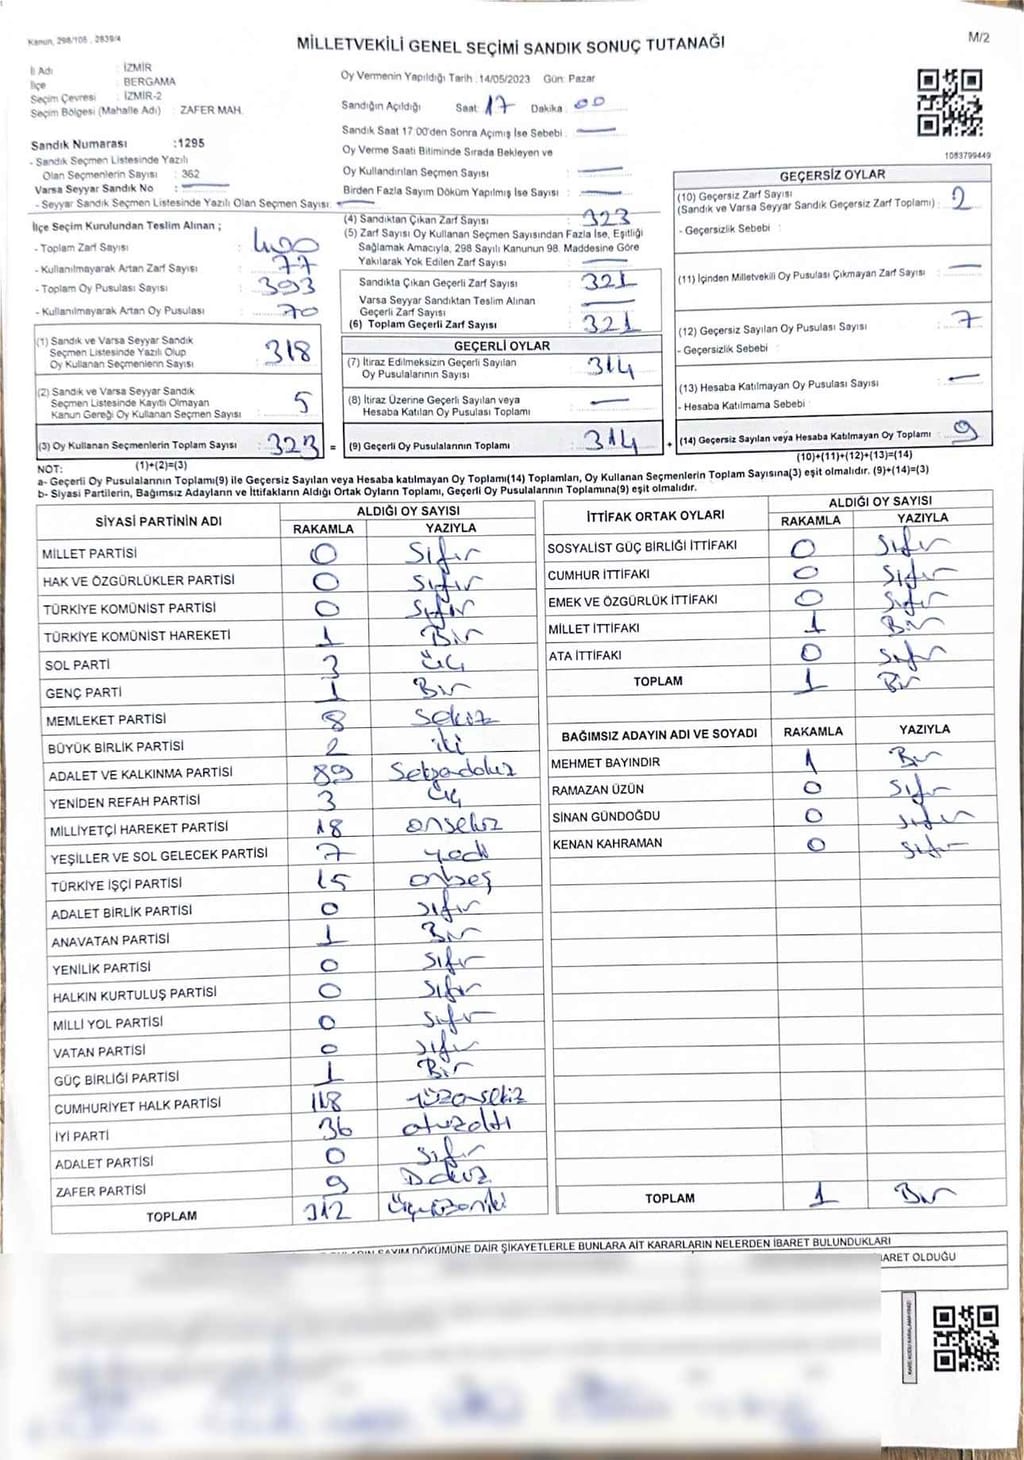 Kanun, 298/105, 2839/4
MİLLETVEKİLİ GENEL SEÇİMİ SANDIK SONUÇ TUTANAĞI
M/2
İl Adı : İZMİR
İlçe : BERGAMA
Seçim Çevresi : İZMİR-2
Seçim Bölgesi (Mahalle Adı) : ZAFER MAH.
Oy Vermenin Yapıldığı Tarih :14/05/2023 Gün: Pazar
Sandığın Açıldığı Saat: 17 Dakika : 00
Sandık Saat 17:00'den Sonra Açımış İse Sebebi : —
Oy Verme Saati Bitiminde Sırada Bekleyen ve
Oy Kullandırılan Seçmen Sayısı : —
Birden Fazla Sayım Döküm Yapılmış İse Sayısı : —
1083799449
Sandık Numarası :1295
- Sandık Seçmen Listesinde Yazılı
Olan Seçmenlerin Sayısı : 362
Varsa Seyyar Sandık No : —
- Seyyar Sandık Seçmen Listesinde Yazılı Olan Seçmen Sayısı: —
İlçe Seçim Kurulundan Teslim Alınan ;
- Toplam Zarf Sayısı : 400
- Kullanılmayarak Artan Zarf Sayısı : 77
- Toplam Oy Pusulası Sayısı : 393
- Kullanılmayarak Artan Oy Pusulası : 70
(1) Sandık ve Varsa Seyyar Sandık
Seçmen Listesinde Yazılı Olup
Oy Kullanan Seçmenlerin Sayısı : 318
(2) Sandık ve Varsa Seyyar Sandık
Seçmen Listesinde Kayıtlı Olmayan
Kanun Gereği Oy Kullanan Seçmen Sayısı : 5
(3) Oy Kullanan Seçmenlerin Toplam Sayısı : 323
(1)+(2)=(3)
(4) Sandıktan Çıkan Zarf Sayısı : 323
(5) Zarf Sayısı Oy Kullanan Seçmen Sayısından Fazla İse, Eşitliği
Sağlamak Amacıyla, 298 Sayılı Kanunun 98. Maddesine Göre
Yakılarak Yok Edilen Zarf Sayısı : —
Sandıkta Çıkan Geçerli Zarf Sayısı : 321
Varsa Seyyar Sandıktan Teslim Alınan
Geçerli Zarf Sayısı : —
(6) Toplam Geçerli Zarf Sayısı : 321
GEÇERLİ OYLAR
(7) İtiraz Edilmeksizin Geçerli Sayılan
Oy Pusulalarının Sayısı : 314
(8) İtiraz Üzerine Geçerli Sayılan veya
Hesaba Katılan Oy Pusulası Toplamı : —
= (9) Geçerli Oy Pusulalarının Toplamı : 314
GEÇERSİZ OYLAR
(10) Geçersiz Zarf Sayısı
(Sandık ve Varsa Seyyar Sandık Geçersiz Zarf Toplamı) : 2
- Geçersizlik Sebebi :
(11) İçinden Milletvekili Oy Pusulası Çıkmayan Zarf Sayısı : —
(12) Geçersiz Sayılan Oy Pusulası Sayısı : 7
- Geçersizlik Sebebi :
(13) Hesaba Katılmayan Oy Pusulası Sayısı : —
- Hesaba Katılmama Sebebi :
+ (14) Geçersiz Sayılan veya Hesaba Katılmayan Oy Toplamı : 9
(10)+(11)+(12)+(13)=(14)
NOT:
a- Geçerli Oy Pusulalarının Toplamı(9) ile Geçersiz Sayılan veya Hesaba katılmayan Oy Toplamı(14) Toplamları, Oy Kullanan Seçmenlerin Toplam Sayısına(3) eşit olmalıdır. (9)+(14)=(3)
b- Siyasi Partilerin, Bağımsız Adayların ve İttifakların Aldığı Ortak Oyların Toplamı, Geçerli Oy Pusulalarının Toplamına(9) eşit olmalıdır.
SİYASİ PARTİNİN ADI ALDIĞI OY SAYISI
RAKAMLA YAZIYLA
MİLLET PARTİSİ 0 Sıfır
HAK VE ÖZGÜRLÜKLER PARTİSİ 0 Sıfır
TÜRKİYE KOMÜNİST PARTİSİ 0 Sıfır
TÜRKİYE KOMÜNİST HAREKETİ 1 Bir
SOL PARTİ 3 Üç
GENÇ PARTİ 1 Bir
MEMLEKET PARTİSİ 8 Sekiz
BÜYÜK BİRLİK PARTİSİ 2 iki
ADALET VE KALKINMA PARTİSİ 89 Seksendokuz
YENİDEN REFAH PARTİSİ 3 Üç
MİLLİYETÇİ HAREKET PARTİSİ 18 onsekiz
YEŞİLLER VE SOL GELECEK PARTİSİ 7 yedi
TÜRKİYE İŞÇİ PARTİSİ 15 onbeş
ADALET BİRLİK PARTİSİ 0 sıfır
ANAVATAN PARTİSİ 1 Bir
YENİLİK PARTİSİ 0 Sıfır
HALKIN KURTULUŞ PARTİSİ 0 Sıfır
MİLLİ YOL PARTİSİ 0 Sıfır
VATAN PARTİSİ 0 sıfır
GÜÇ BİRLİĞİ PARTİSİ 1 Bir
CUMHURİYET HALK PARTİSİ 118 yüzonsekiz
İYİ PARTİ 36 otuzaltı
ADALET PARTİSİ 0 Sıfır
ZAFER PARTİSİ 9 Dokuz
TOPLAM 312 Üçyüzoniki
İTTİFAK ORTAK OYLARI ALDIĞI OY SAYISI
RAKAMLA YAZIYLA
SOSYALİST GÜÇ BİRLİĞİ İTTİFAKI 0 Sıfır
CUMHUR İTTİFAKI 0 Sıfır
EMEK VE ÖZGÜRLÜK İTTİFAKI 0 Sıfır
MİLLET İTTİFAKI 1 Bir
ATA İTTİFAKI 0 Sıfır
TOPLAM 1 Bir
BAĞIMSIZ ADAYIN ADI VE SOYADI RAKAMLA YAZIYLA
MEHMET BAYINDIR 1 Bir
RAMAZAN ÜZÜN 0 sıfır
SİNAN GÜNDOĞDU 0 sıfır
KENAN KAHRAMAN 0 sıfır
TOPLAM 1 Bir
SAYIM DÖKÜMÜNE DAİR ŞİKAYETLERLE BUNLARA AİT KARARLARIN NELERDEN İBARET BULUNDUKLARI
OLDUĞU